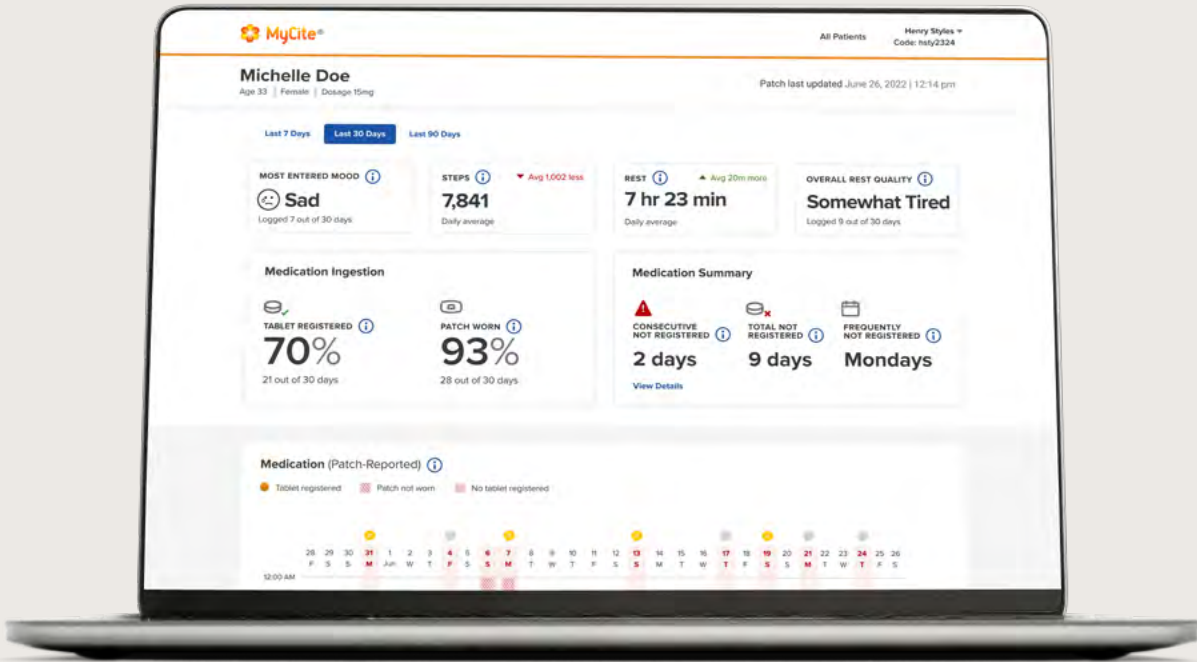 MyCite®
All Patients
Henry Styles
Code: hsty2324
Michelle Doe
Age 33 | Female | Dosage 15mg
Patch last updated June 26, 2022 | 12:14 pm
Last 7 Days Last 30 Days Last 90 Days
MOST ENTERED MOOD
Sad
Logged 7 out of 30 days
STEPS Avg 1,002 less
7,841
Daily average
REST Avg 20m more
7 hr 23 min
Daily average
OVERALL REST QUALITY
Somewhat Tired
Logged 9 out of 30 days
Medication Ingestion
TABLET REGISTERED
70%
21 out of 30 days
PATCH WORN
93%
28 out of 30 days
Medication Summary
CONSECUTIVE
NOT REGISTERED
2 days
View Details
TOTAL NOT
REGISTERED
9 days
FREQUENTLY
NOT REGISTERED
Mondays
Medication (Patch-Reported)
Tablet registered Patch not worn No tablet registered
28 29 30 31 1 2 3 4 5 6 7 8 9 10 11 12 13 14 15 16 17 18 19 20 21 22 23 24 25 26
F S S M Jun W T F S S M T W T F S S M T W T F S S M T W T F S
12:00 AM